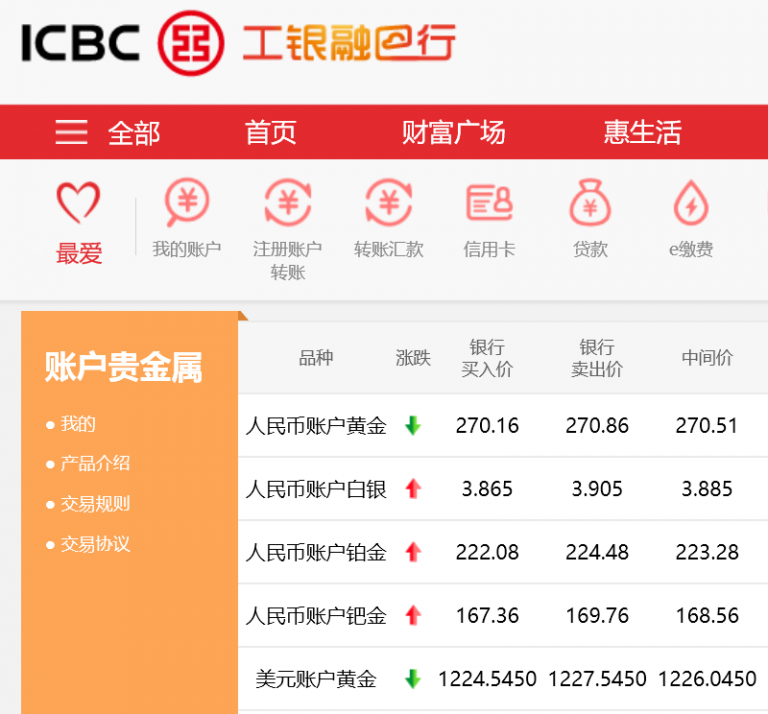 ICBC 工银融e行
全部 首页 财富广场 惠生活
最爱 我的账户 注册账户 转账汇款 信用卡 贷款 e缴费
转账
账户贵金属
• 我的
• 产品介绍
• 交易规则
• 交易协议
品种 涨跌 银行 银行 中间价
买入价 卖出价
人民币账户黄金 270.16 270.86 270.51
人民币账户白银 3.865 3.905 3.885
人民币账户铂金 222.08 224.48 223.28
人民币账户钯金 167.36 169.76 168.56
美元账户黄金 1224.5450 1227.5450 1226.0450